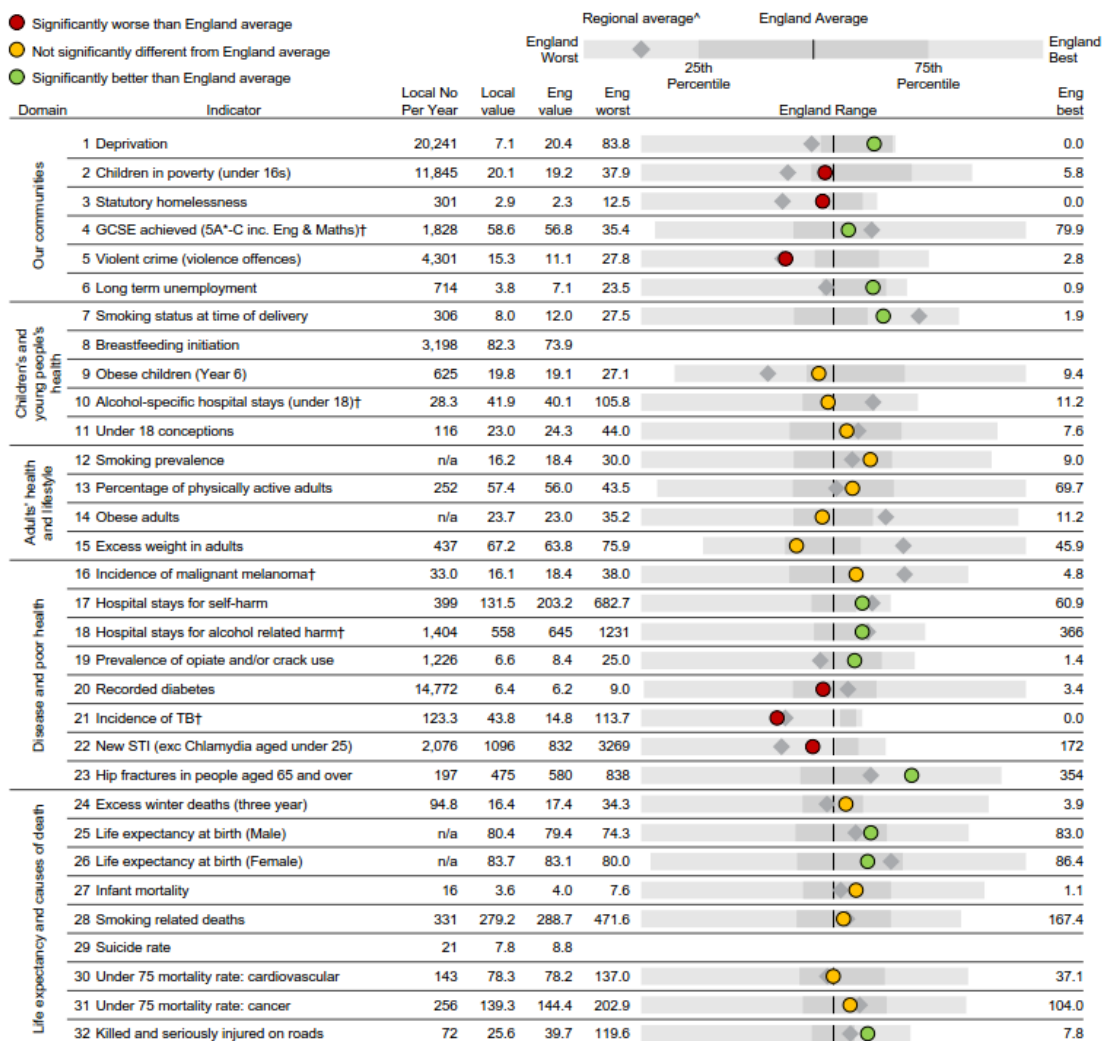 Significantly worse than England average
Not significantly different from England average
Significantly better than England average
Regional average^ England Average
England Worst England Best
25th Percentile 75th Percentile
Domain Indicator Local No Per Year Local value Eng value Eng worst England Range Eng best
Our communities
1 Deprivation 20,241 7.1 20.4 83.8 0.0
2 Children in poverty (under 16s) 11,845 20.1 19.2 37.9 5.8
3 Statutory homelessness 301 2.9 2.3 12.5 0.0
4 GCSE achieved (5A*-C inc. Eng & Maths)† 1,828 58.6 56.8 35.4 79.9
5 Violent crime (violence offences) 4,301 15.3 11.1 27.8 2.8
6 Long term unemployment 714 3.8 7.1 23.5 0.9
Children's and young people's health
7 Smoking status at time of delivery 306 8.0 12.0 27.5 1.9
8 Breastfeeding initiation 3,198 82.3 73.9
9 Obese children (Year 6) 625 19.8 19.1 27.1 9.4
10 Alcohol-specific hospital stays (under 18)† 28.3 41.9 40.1 105.8 11.2
11 Under 18 conceptions 116 23.0 24.3 44.0 7.6
Adults' health and lifestyle
12 Smoking prevalence n/a 16.2 18.4 30.0 9.0
13 Percentage of physically active adults 252 57.4 56.0 43.5 69.7
14 Obese adults n/a 23.7 23.0 35.2 11.2
15 Excess weight in adults 437 67.2 63.8 75.9 45.9
Disease and poor health
16 Incidence of malignant melanoma† 33.0 16.1 18.4 38.0 4.8
17 Hospital stays for self-harm 399 131.5 203.2 682.7 60.9
18 Hospital stays for alcohol related harm† 1,404 558 645 1231 366
19 Prevalence of opiate and/or crack use 1,226 6.6 8.4 25.0 1.4
20 Recorded diabetes 14,772 6.4 6.2 9.0 3.4
21 Incidence of TB† 123.3 43.8 14.8 113.7 0.0
22 New STI (exc Chlamydia aged under 25) 2,076 1096 832 3269 172
23 Hip fractures in people aged 65 and over 197 475 580 838 354
Life expectancy and causes of death
24 Excess winter deaths (three year) 94.8 16.4 17.4 34.3 3.9
25 Life expectancy at birth (Male) n/a 80.4 79.4 74.3 83.0
26 Life expectancy at birth (Female) n/a 83.7 83.1 80.0 86.4
27 Infant mortality 16 3.6 4.0 7.6 1.1
28 Smoking related deaths 331 279.2 288.7 471.6 167.4
29 Suicide rate 21 7.8 8.8
30 Under 75 mortality rate: cardiovascular 143 78.3 78.2 137.0 37.1
31 Under 75 mortality rate: cancer 256 139.3 144.4 202.9 104.0
32 Killed and seriously injured on roads 72 25.6 39.7 119.6 7.8